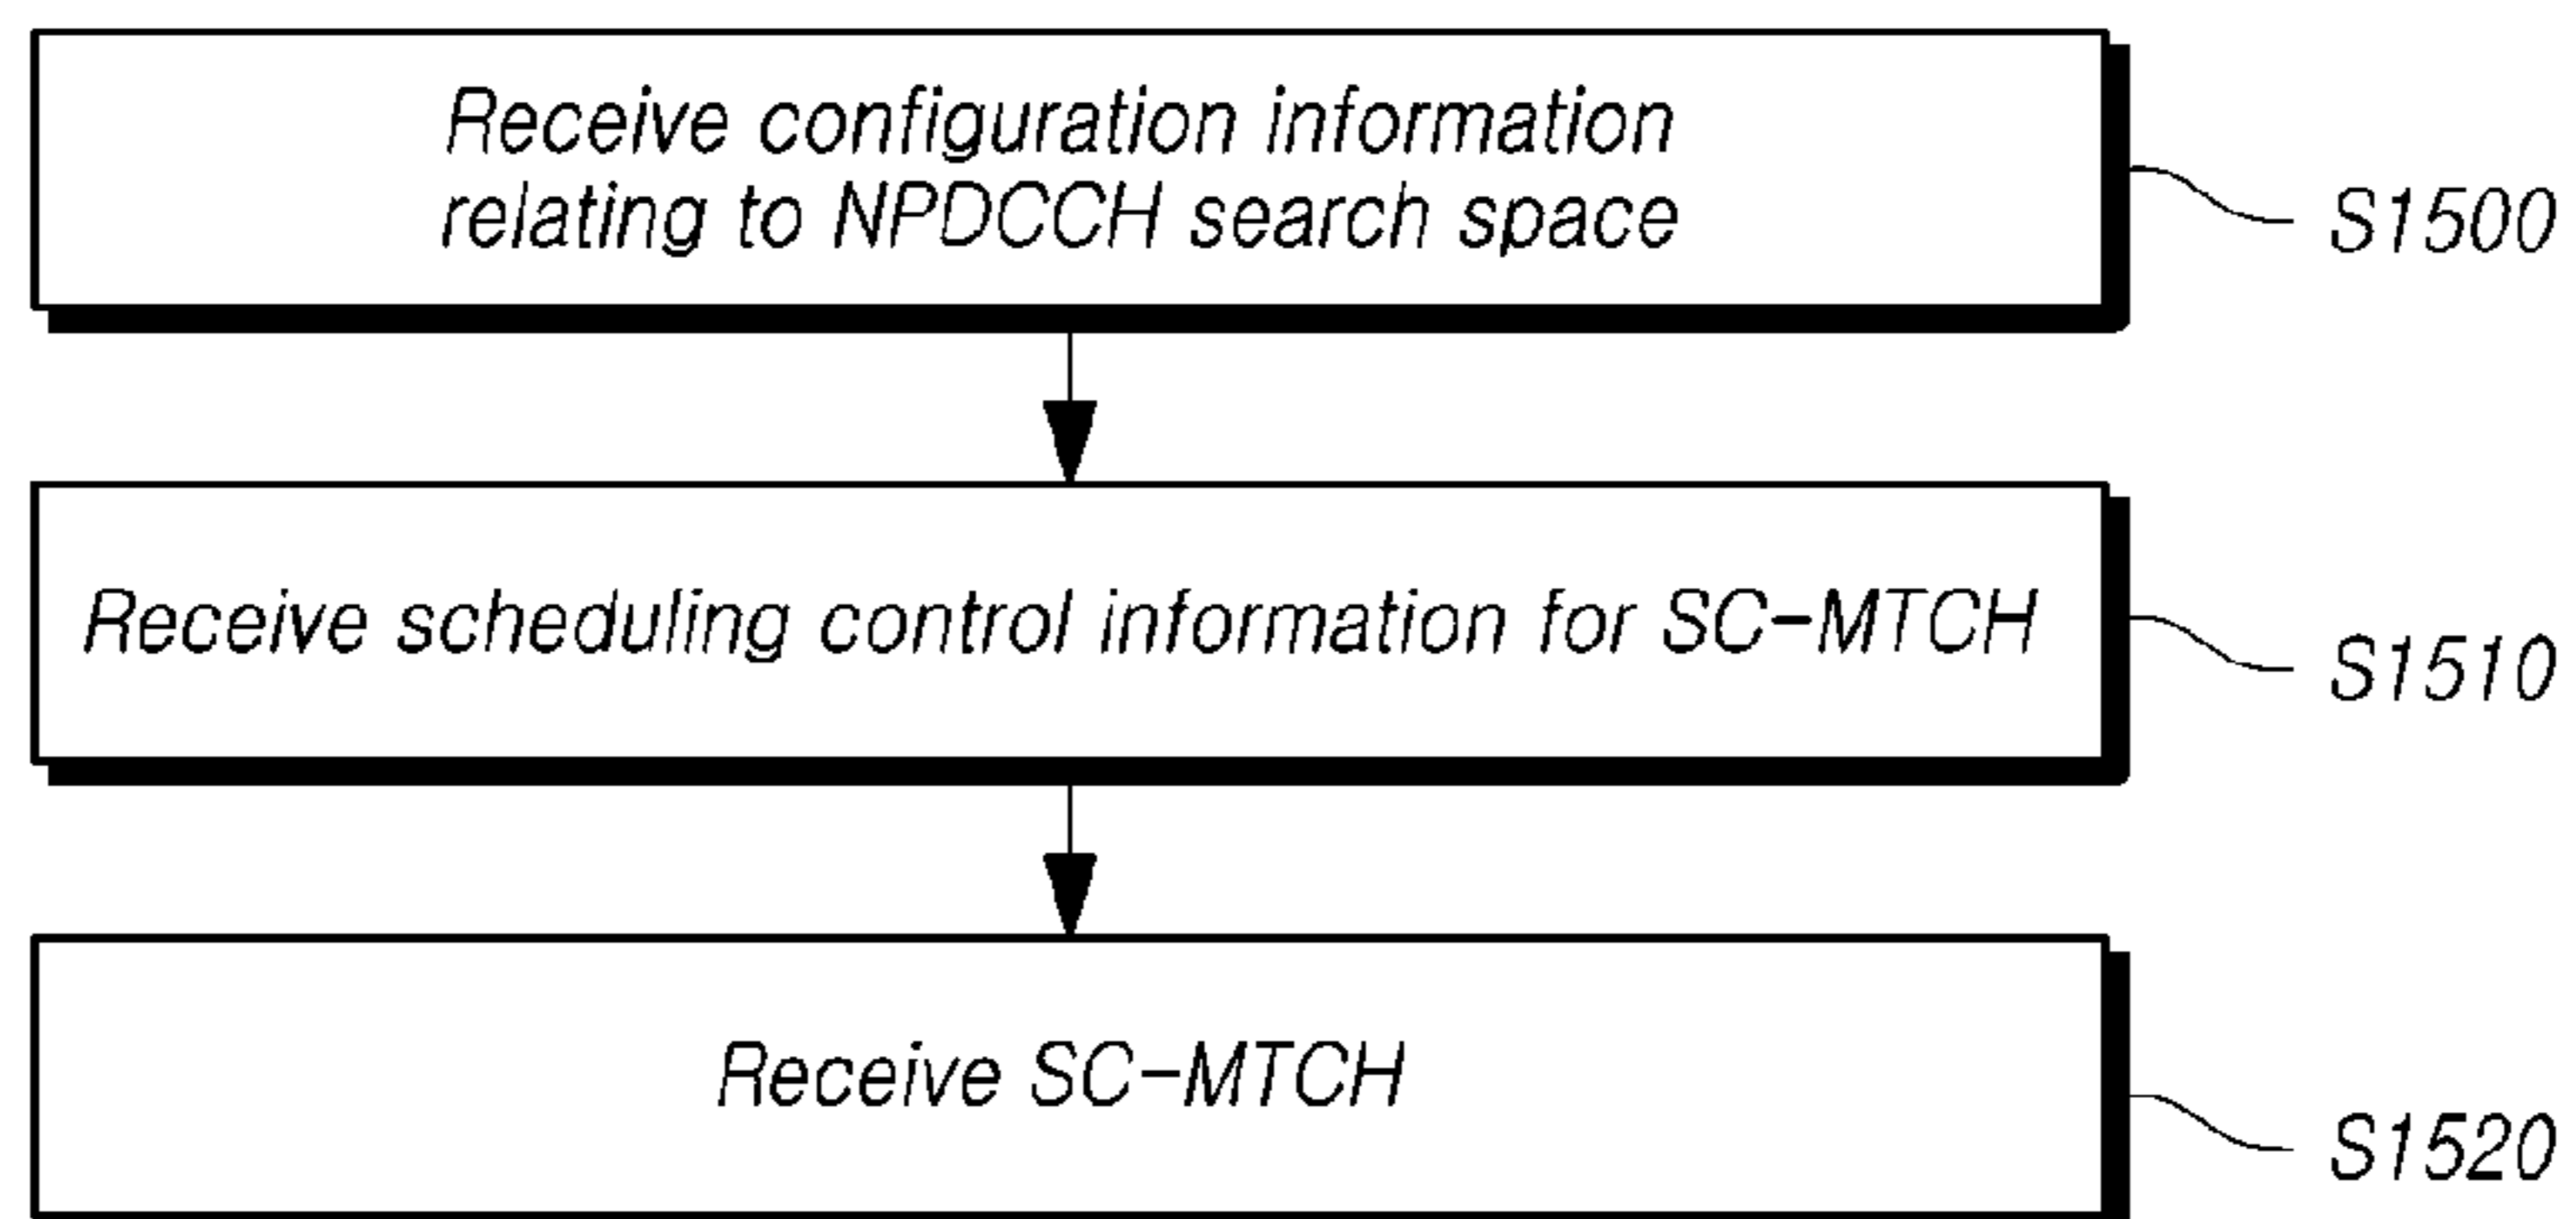 Receive configuration information
relating to NPDCCH search space
S1500
Receive scheduling control information for SC-MTCH
S1510
Receive SC-MTCH
S1520